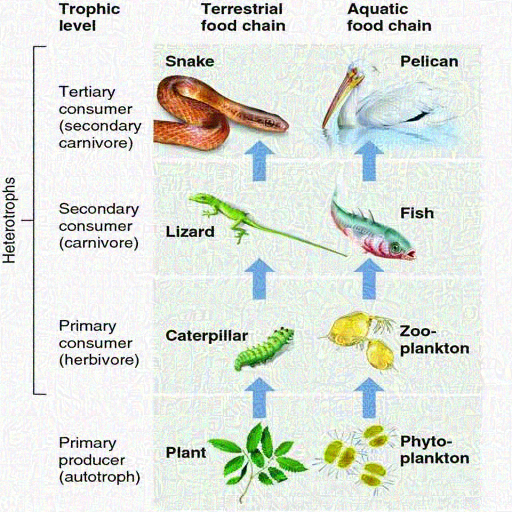 Trophic
level
Terrestrial
food chain
Aquatic
food chain
Heterotrophs
Tertiary
consumer
(secondary
carnivore)
Snake
Pelican
Secondary
consumer
(carnivore)
Lizard
Fish
Primary
consumer
(herbivore)
Caterpillar
Zoo-
plankton
Primary
producer
(autotroph)
Plant
Phyto-
plankton